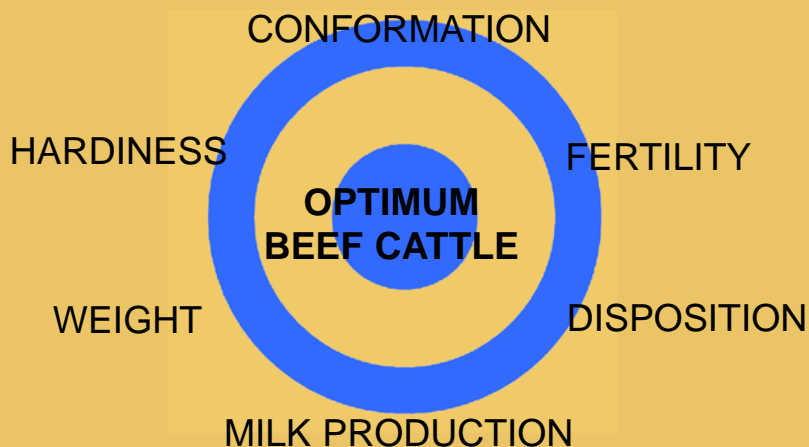 CONFORMATION
HARDINESS
FERTILITY
OPTIMUM
BEEF CATTLE
WEIGHT
DISPOSITION
MILK PRODUCTION